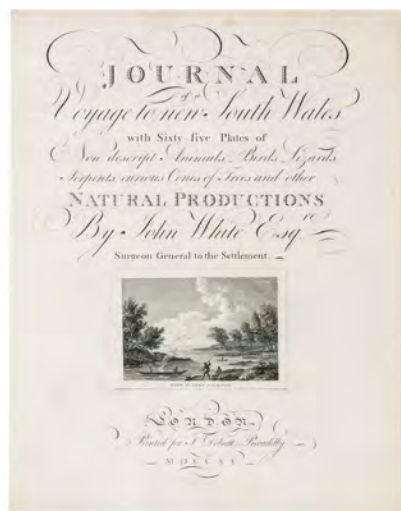 JOURNAL
of a
Voyage to new South Wales
with Sixty five Plates of
Non descript Animals, Birds, Lizards,
Serpents, curious Cones of Trees and other
NATURAL PRODUCTIONS
By John White Esqre
Surgeon General to the Settlement.
LONDON
Printed for J. Debrett Piccadilly
MDCCXC